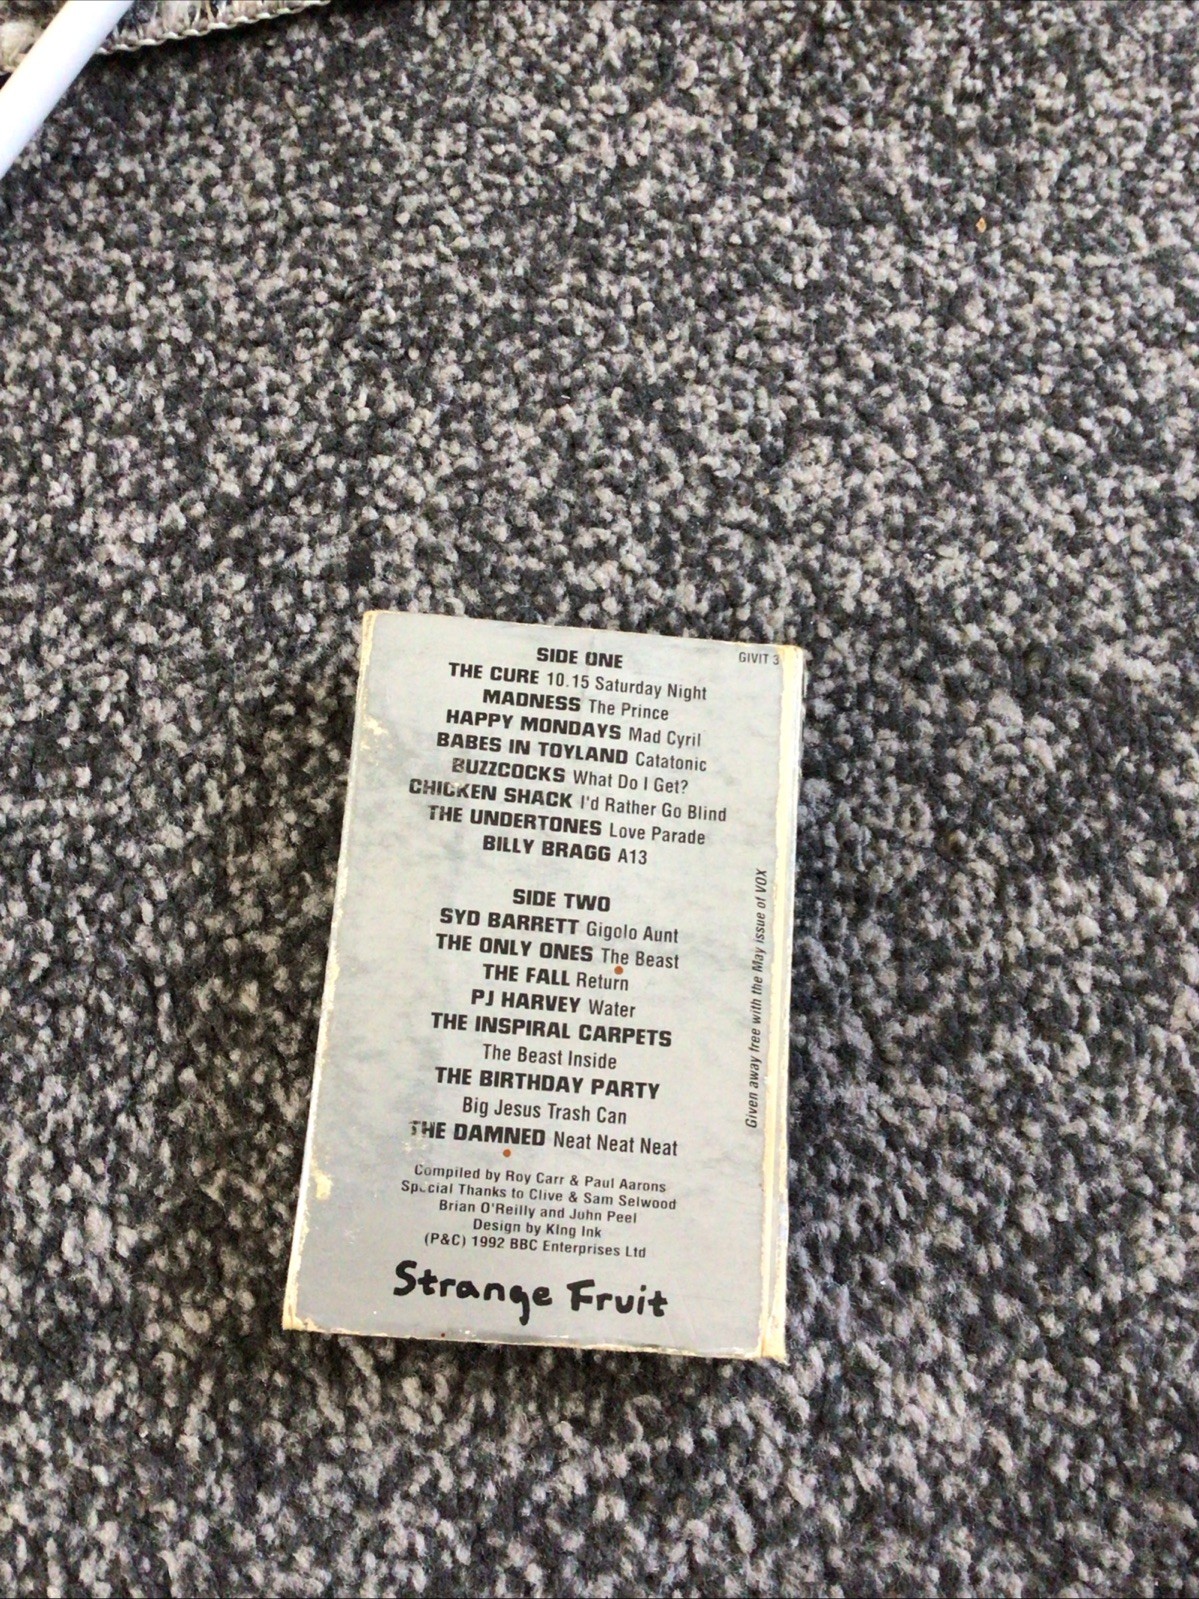 GIVIT 3
SIDE ONE
THE CURE 10.15 Saturday Night
MADNESS The Prince
HAPPY MONDAYS Mad Cyril
BABES IN TOYLAND Catatonic
BUZZCOCKS What Do I Get?
CHICKEN SHACK I'd Rather Go Blind
THE UNDERTONES Love Parade
BILLY BRAGG A13
SIDE TWO
SYD BARRETT Gigolo Aunt
THE ONLY ONES The Beast
THE FALL Return
PJ HARVEY Water
THE INSPIRAL CARPETS
The Beast Inside
THE BIRTHDAY PARTY
Big Jesus Trash Can
THE DAMNED Neat Neat Neat
Compiled by Roy Carr & Paul Aarons
Special Thanks to Clive & Sam Selwood
Brian O'Reilly and John Peel
Design by KIng Ink
(P&C) 1992 BBC Enterprises Ltd
Strange Fruit
Given away free with the May issue of VOX